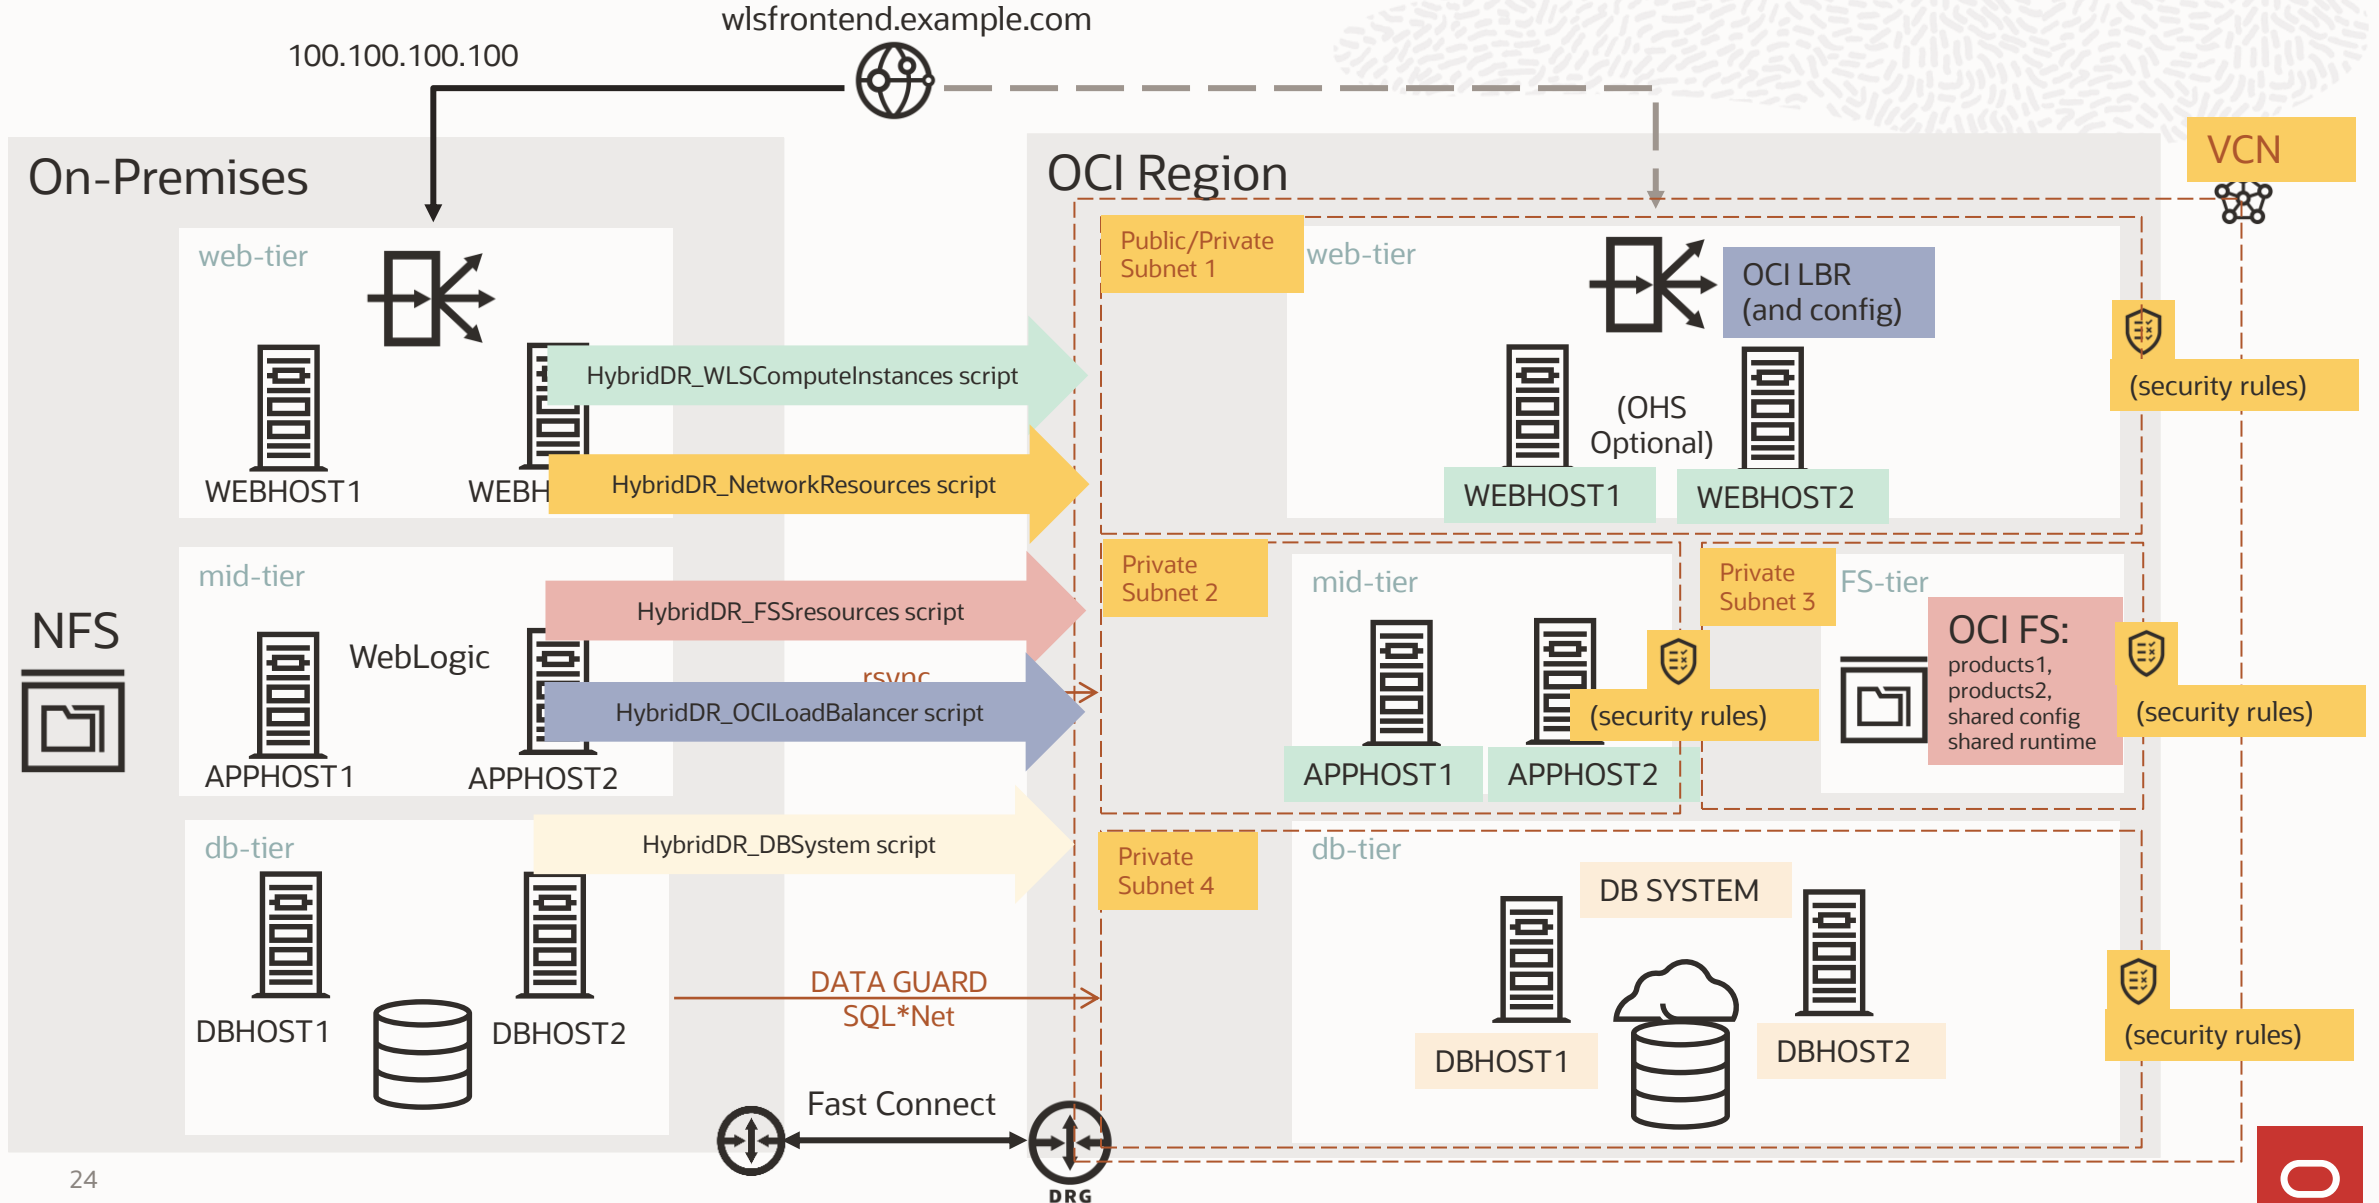 wlsfrontend.example.com
100.100.100.100
On-Premises
web-tier
WEBHOST1
WEBH
mid-tier
NFS
WebLogic
APPHOST1
APPHOST2
db-tier
DBHOST1
DBHOST2
HybridDR_WLSComputeInstances script
HybridDR_NetworkResources script
HybridDR_FSSresources script
rsync
HybridDR_OCILoadBalancer script
HybridDR_DBSystem script
DATA GUARD
SQL*Net
Fast Connect
DRG
OCI Region
VCN
Public/Private
Subnet 1
web-tier
OCI LBR
(and config)
(OHS
Optional)
WEBHOST1
WEBHOST2
(security rules)
Private
Subnet 2
mid-tier
APPHOST1
APPHOST2
(security rules)
Private
Subnet 3
FS-tier
OCI FS:
products1,
products2,
shared config
shared runtime
(security rules)
Private
Subnet 4
db-tier
DB SYSTEM
DBHOST1
DBHOST2
(security rules)
24